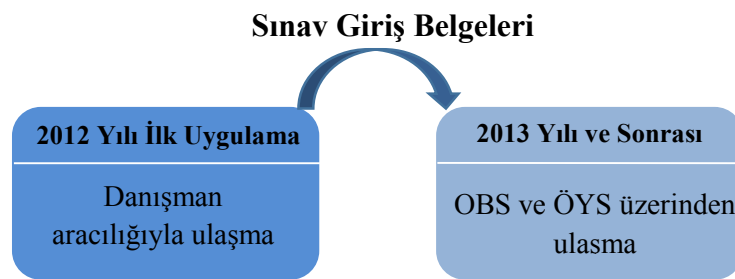 Sınav Giriş Belgeleri
2012 Yılı İlk Uygulama
Danışman
aracılığıyla ulaşma
2013 Yılı ve Sonrası
OBS ve ÖYS üzerinden
ulasma